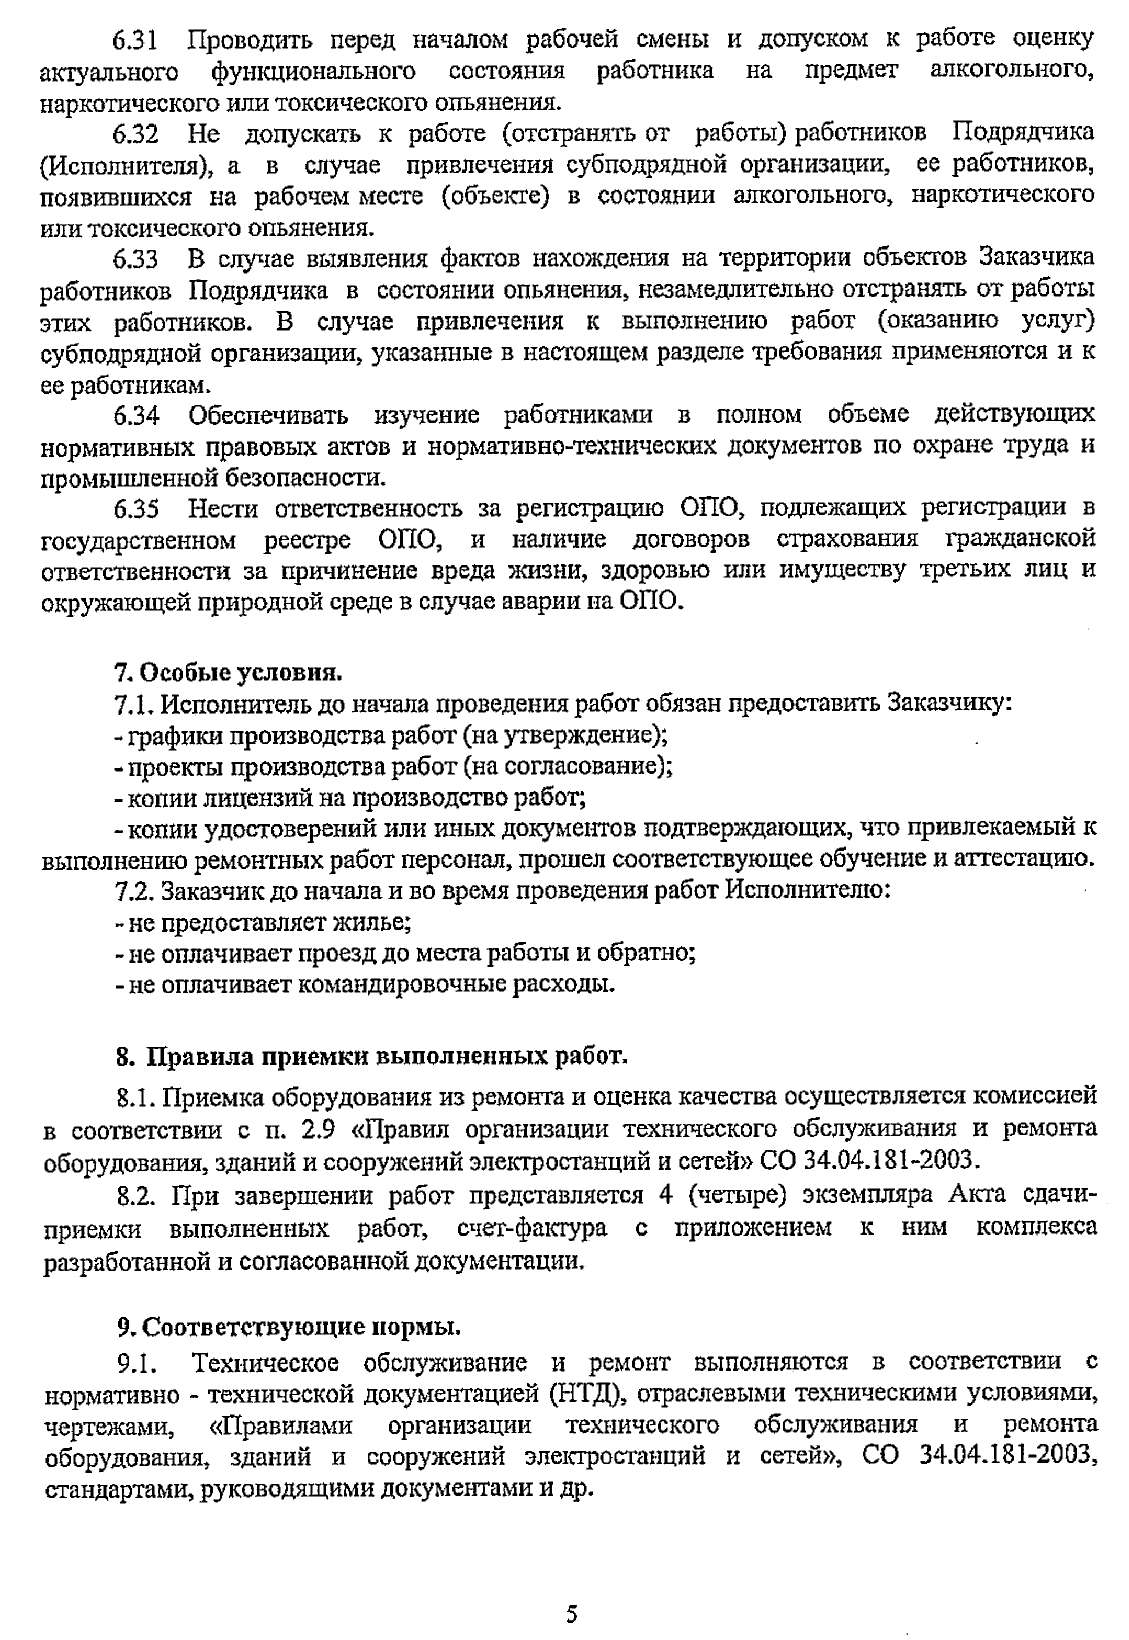 6.31 Проводить перед началом рабочей смены и допуском к работе оценку
актуального функционального состояния работника на предмет алкогольного,
наркотического или токсического опьянения.
6.32 Не допускать к работе (отстранять от работы) работников Подрядчика
(Исполнителя), а в случае привлечения субподрядной организации, ее работников,
появившихся на рабочем месте (объекте) в состоянии алкогольного, наркотического
или токсического опьянения.
6.33 В случае выявления фактов нахождения на территории объектов Заказчика
работников Подрядчика в состоянии опьянения, незамедлительно отстранять от работы
этих работников. В случае привлечения к выполнению работ (оказанию услуг)
субподрядной организации, указанные в настоящем разделе требования применяются и к
ее работникам.
6.34 Обеспечивать изучение работниками в полном объеме действующих
нормативных правовых актов и нормативно-технических документов по охране труда и
промышленной безопасности.
6.35 Нести ответственность за регистрацию ОПО, подлежащих регистрации в
государственном реестре ОПО, и наличие договоров страхования гражданской
ответственности за причинение вреда жизни, здоровью или имуществу третьих лиц и
окружающей природной среде в случае аварии на ОПО.
7. Особые условия.
7.1. Исполнитель до начала проведения работ обязан предоставить Заказчику:
- графики производства работ (на утверждение);
- проекты производства работ (на согласование);
- копии лицензий на производство работ;
- копии удостоверений или иных документов подтверждающих, что привлекаемый к
выполнению ремонтных работ персонал, прошел соответствующее обучение и аттестацию.
7.2. Заказчик до начала и во время проведения работ Исполнителю:
- не предоставляет жилье;
- не оплачивает проезд до места работы и обратно;
- не оплачивает командировочные расходы.
8. Правила приемки выполненных работ.
8.1. Приемка оборудования из ремонта и оценка качества осуществляется комиссией
в соответствии с п. 2.9 «Правил организации технического обслуживания и ремонта
оборудования, зданий и сооружений электростанций и сетей» СО 34.04.181-2003.
8.2. При завершении работ представляется 4 (четыре) экземпляра Акта сдачи-
приемки выполненных работ, счет-фактура с приложением к ним комплекса
разработанной и согласованной документации.
9. Соответствующие нормы.
9.1. Техническое обслуживание и ремонт выполняются в соответствии с
нормативно - технической документацией (НТД), отраслевыми техническими условиями,
чертежами, «Правилами организации технического обслуживания и ремонта
оборудования, зданий и сооружений электростанций и сетей», СО 34.04.181-2003,
стандартами, руководящими документами и др.
5